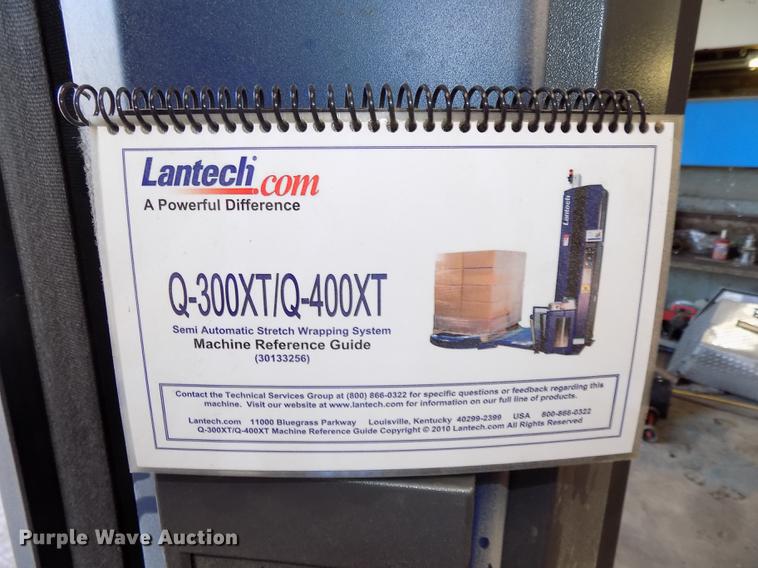 Lantech.com
A Powerful Difference
Lantech
Q-300XT/Q-400XT
Semi Automatic Stretch Wrapping System
Machine Reference Guide
(30133256)
Contact the Technical Services Group at (800) 866-0322 for specific questions or feedback regarding this
machine. Visit our website at www.lantech.com for information on our full line of products.
Lantech.com 11000 Bluegrass Parkway Louisville, Kentucky 40299-2399 USA 800-866-0322
Q-300XT/Q-400XT Machine Reference Guide Copyright © 2010 Lantech.com All Rights Reserved
Purple Wave Auction